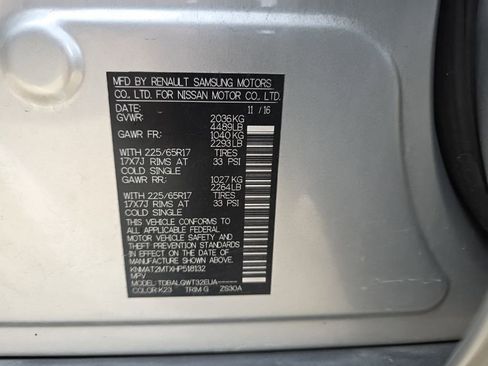 MFD BY RENAULT SAMSUNG MOTORS
CO., LTD. FOR NISSAN MOTOR CO., LTD.
DATE: 11 / 16
GVWR: 2036 KG
4489LB
GAWR FR: 1040 KG
2293 LB
WITH 225/65R17 TIRES
17X7J RIMS AT 33 PSI
COLD SINGLE
GAWR RR: 1027 KG
2264LB
WITH 225/65R17 TIRES
17X7J RIMS AT 33 PSI
COLD SINGLE
THIS VEHICLE CONFORMS TO
ALL APPLICABLE FEDERAL
MOTOR VEHICLE SAFETY AND
THEFT PREVENTION STANDARDS
IN EFFECT ON THE DATE OF
MANUFACTURE SHOWN ABOVE.
KNMAT2MTXHP518132
MPV
MODEL: TDBALGWT32EUA-----
COLOR: K23 TRIM G ZS30A